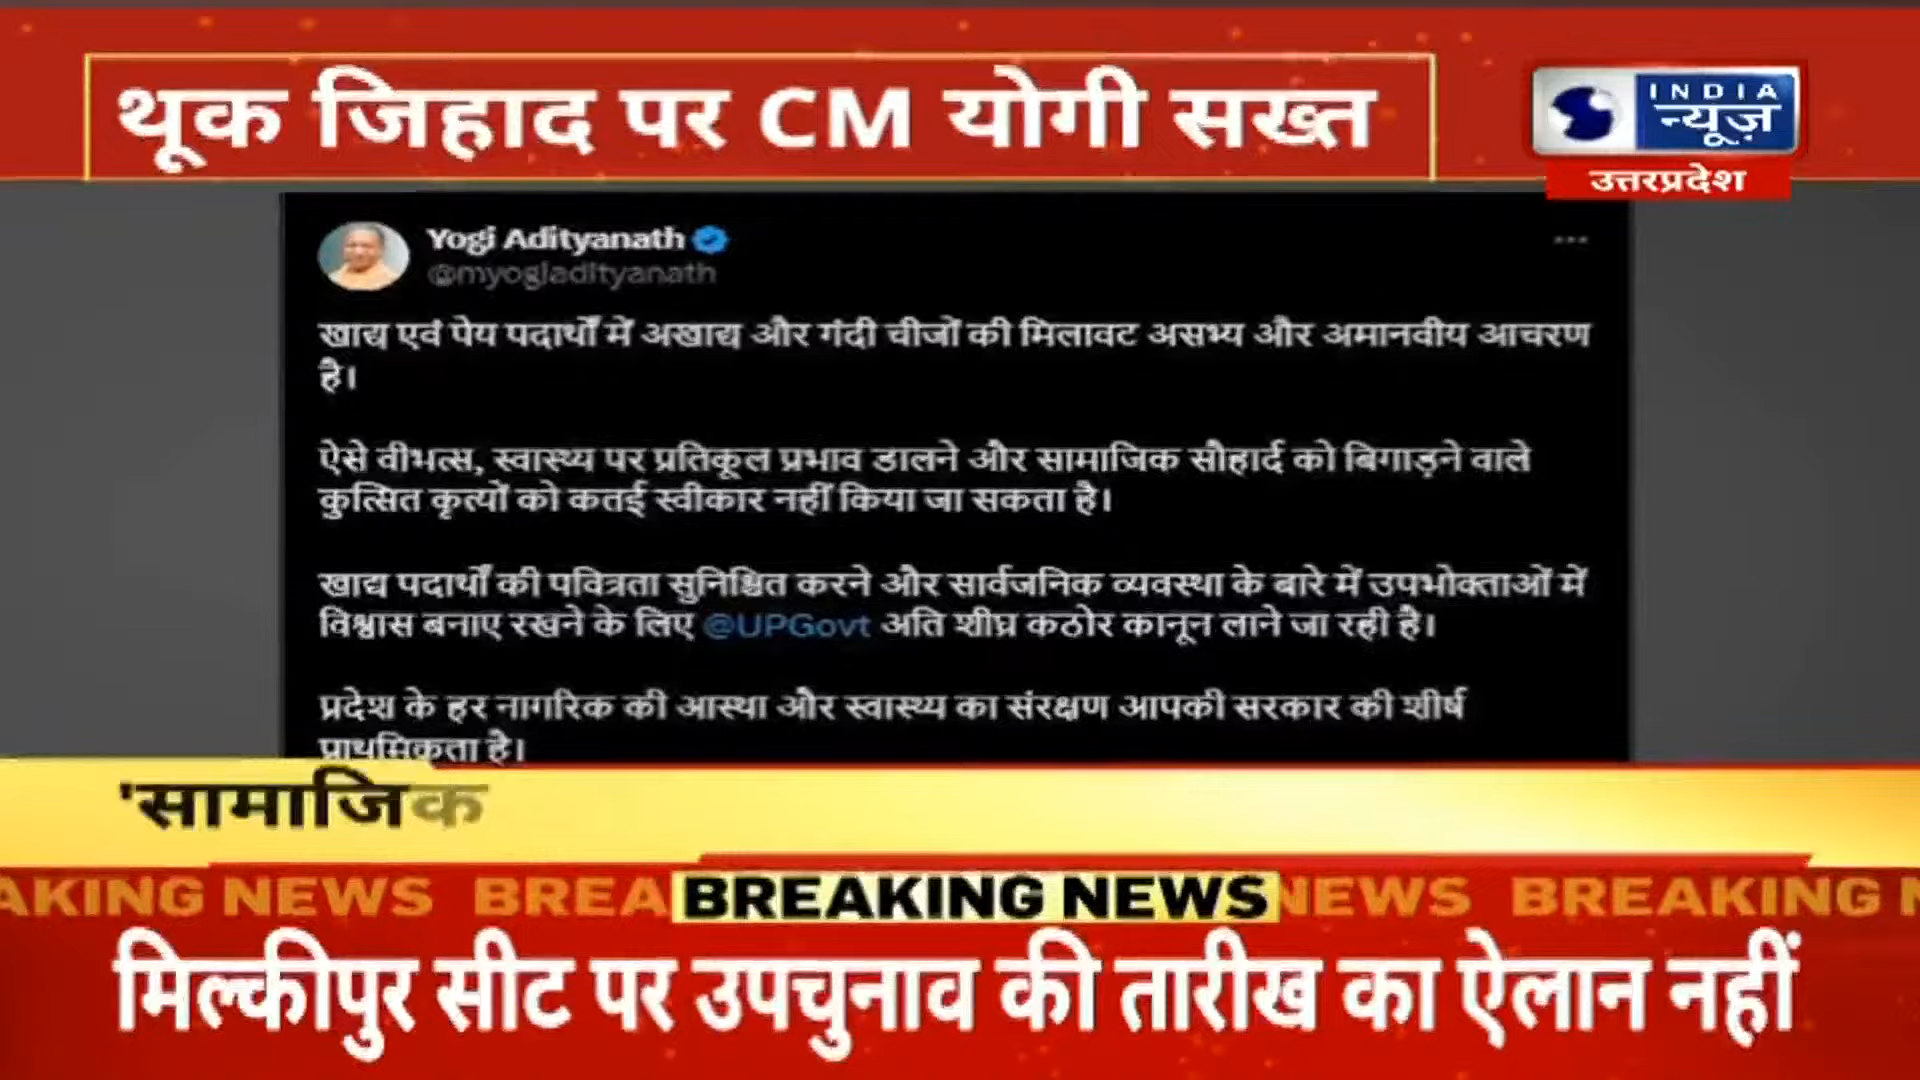 थूक जिहाद पर CM योगी सख्त
INDIA
न्यूज़
उत्तरप्रदेश
Yogi Adityanath
@myogiadityanath
खाद्य एवं पेय पदार्थों में अखाद्य और गंदी चीजों की मिलावट असभ्य और अमानवीय आचरण
है।
ऐसे वीभत्स, स्वास्थ्य पर प्रतिकूल प्रभाव डालने और सामाजिक सौहार्द को बिगाड़ने वाले
कुत्सित कृत्यों को कतई स्वीकार नहीं किया जा सकता है।
खाद्य पदार्थों की पवित्रता सुनिश्चित करने और सार्वजनिक व्यवस्था के बारे में उपभोक्ताओं में
विश्वास बनाए रखने के लिए @UPGovt अति शीघ्र कठोर कानून लाने जा रही है।
प्रदेश के हर नागरिक की आस्था और स्वास्थ्य का संरक्षण आपकी सरकार की शीर्ष
प्राथमिकता है।
'सामाजिक
AKING NEWS BREA BREAKING NEWS NEWS BREAKING N
मिल्कीपुर सीट पर उपचुनाव की तारीख का ऐलान नहीं